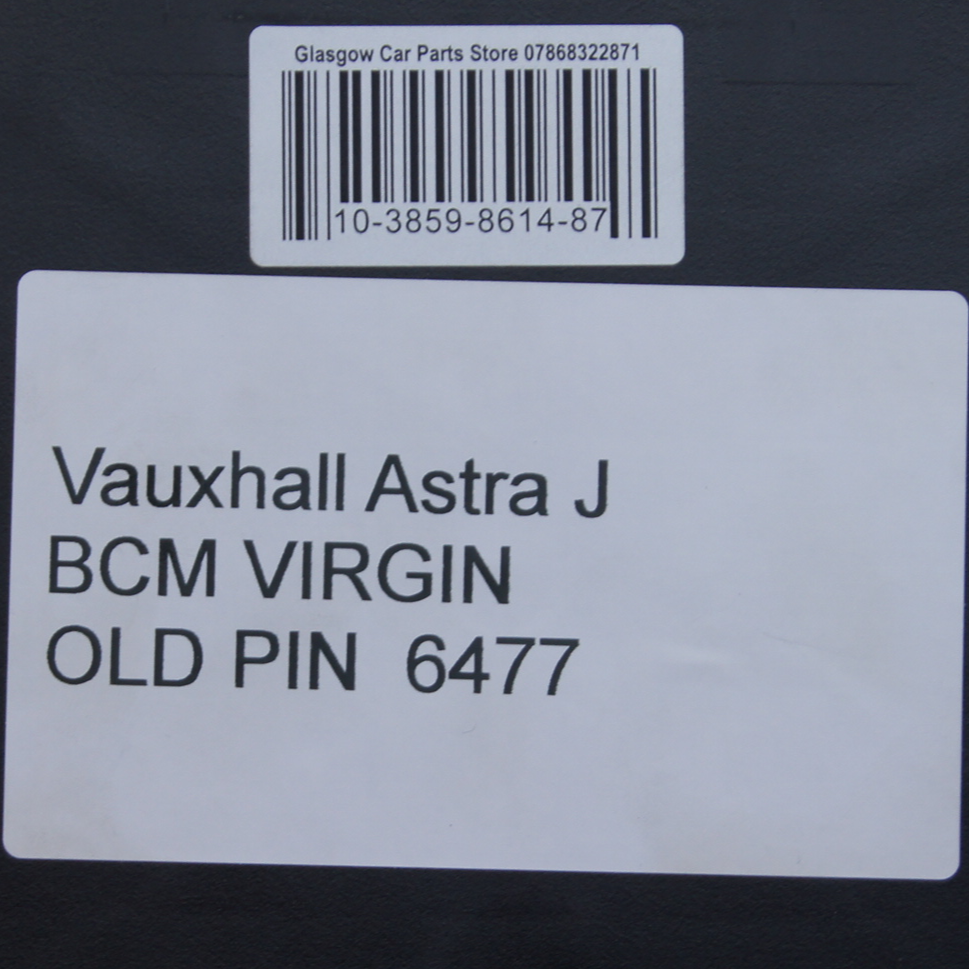 Glasgow Car Parts Store 07868322871
10-3859-8614-87
Vauxhall Astra J
BCM VIRGIN
OLD PIN 6477